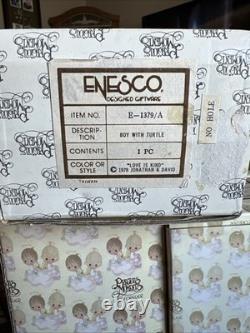 ENESCO.
DESIGNED GIFTWARE
ITEM NO. E-1379/A
DESCRIP-
TION BOY WITH TURTLE
CONTENTS 1 PC
COLOR OR
STYLE "LOVE IS KIND"
© 1979 JONATHAN & DAVID
TAIWAN
NO HOLE
Precious
Moments